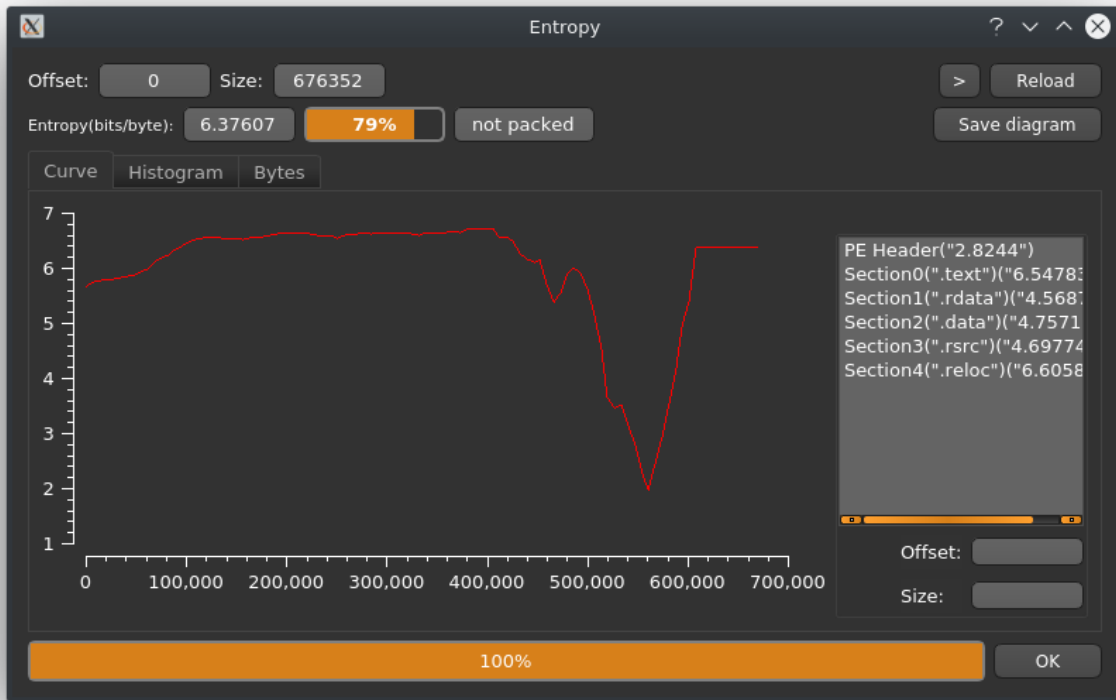 Entropy
?
Offset: 0 Size: 676352 > Reload
Entropy(bits/byte): 6.37607 79% not packed Save diagram
Curve Histogram Bytes
7
6
5
4
3
2
1
0 100,000 200,000 300,000 400,000 500,000 600,000 700,000
PE Header("2.8244")
Section0(".text")("6.54783
Section1(".rdata")("4.5687
Section2(".data")("4.7571
Section3(".rsrc")("4.69774
Section4(".reloc")("6.6058
Offset:
Size:
100% OK